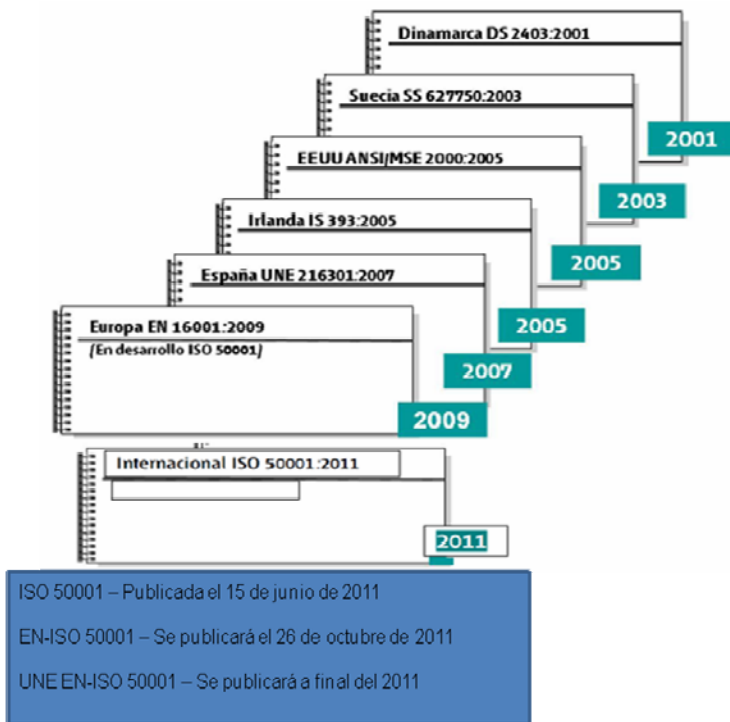 Dinamarca DS 2403:2001
2001
Suecia SS 627750:2003
2003
EEUU ANSI/MSE 2000:2005
2005
Irlanda IS 393:2005
2005
España UNE 216301:2007
2007
Europa EN 16001:2009
(En desarrollo ISO 50001)
2009
Internacional ISO 50001:2011
2011
ISO 50001 – Publicada el 15 de junio de 2011
EN-ISO 50001 – Se publicará el 26 de octubre de 2011
UNE EN-ISO 50001 – Se publicará a final del 2011